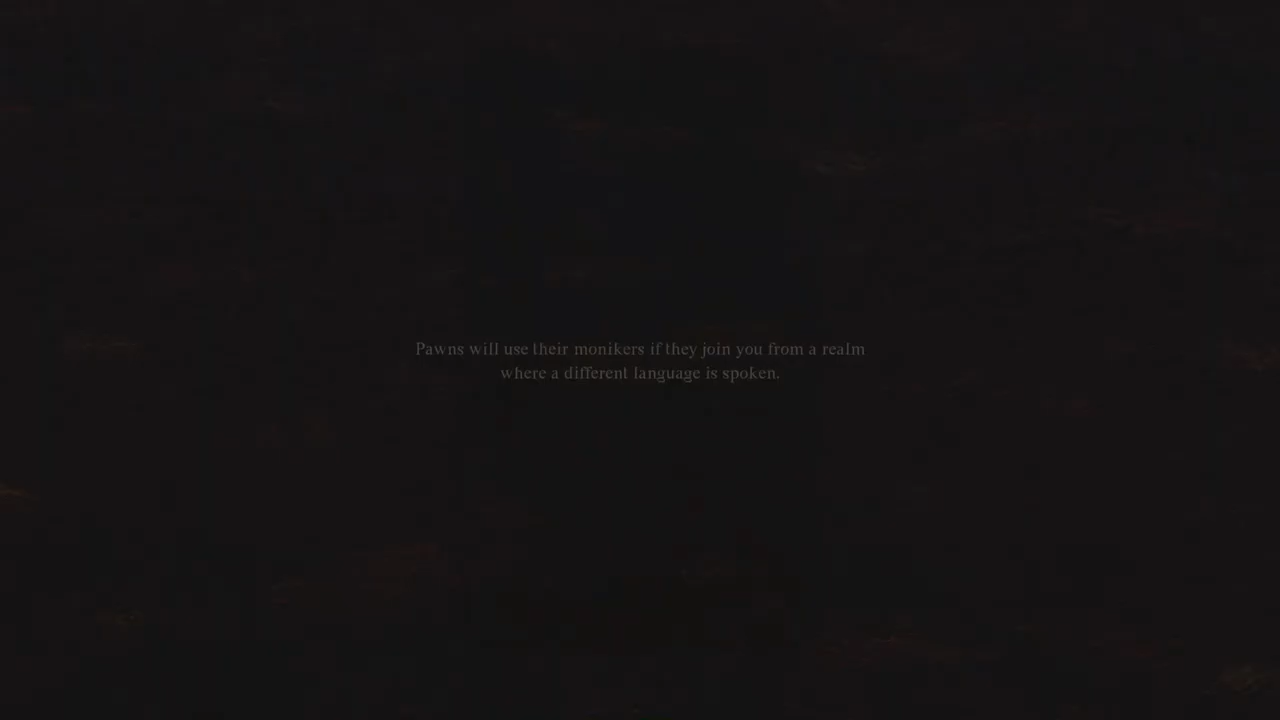 Pawns will use their monikers if they join you from a realm
where a different language is spoken.